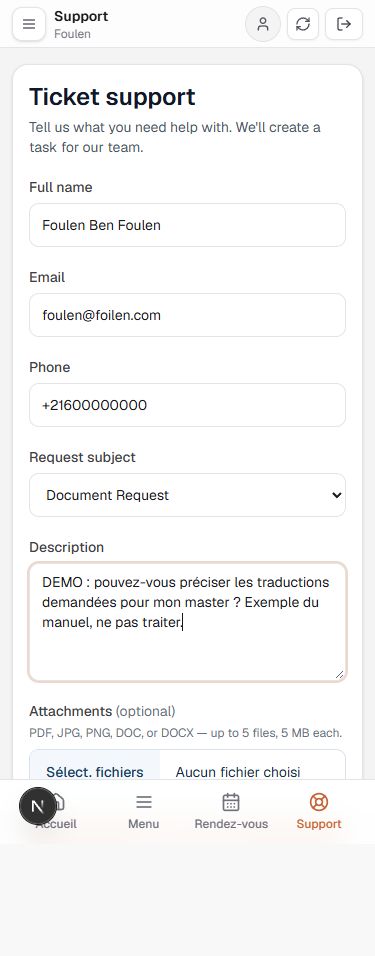 Support
Foulen
Ticket support
Tell us what you need help with. We'll create a
task for our team.
Full name
Foulen Ben Foulen
Email
foulen@foilen.com
Phone
+21600000000
Request subject
Document Request
Description
DEMO : pouvez-vous préciser les traductions
demandées pour mon master ? Exemple du
manuel, ne pas traiter.
Attachments (optional)
PDF, JPG, PNG, DOC, or DOCX — up to 5 files, 5 MB each.
Sélect. fichiers Aucun fichier choisi
N
Accueil Menu Rendez-vous Support